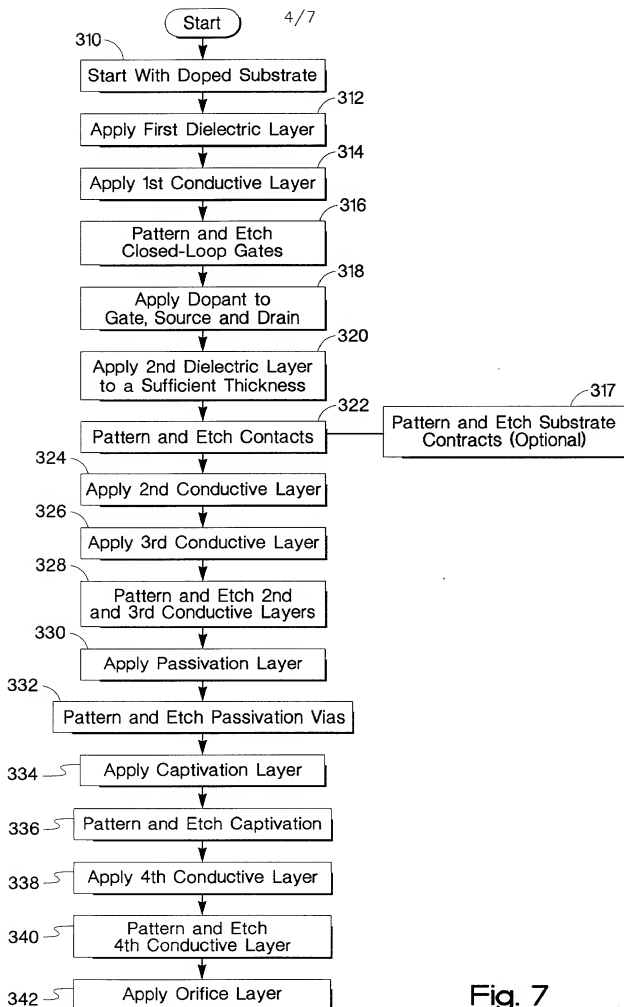 Start
4/7
310
Start With Doped Substrate
312
Apply First Dielectric Layer
314
Apply 1st Conductive Layer
316
Pattern and Etch
Closed-Loop Gates
318
Apply Dopant to
Gate, Source and Drain
320
Apply 2nd Dielectric Layer
to a Sufficient Thickness
322
Pattern and Etch Contacts
317
Pattern and Etch Substrate
Contracts (Optional)
324
Apply 2nd Conductive Layer
326
Apply 3rd Conductive Layer
328
Pattern and Etch 2nd
and 3rd Conductive Layers
330
Apply Passivation Layer
332
Pattern and Etch Passivation Vias
334
Apply Captivation Layer
336
Pattern and Etch Captivation
338
Apply 4th Conductive Layer
340
Pattern and Etch
4th Conductive Layer
342
Apply Orifice Layer
Fig. 7